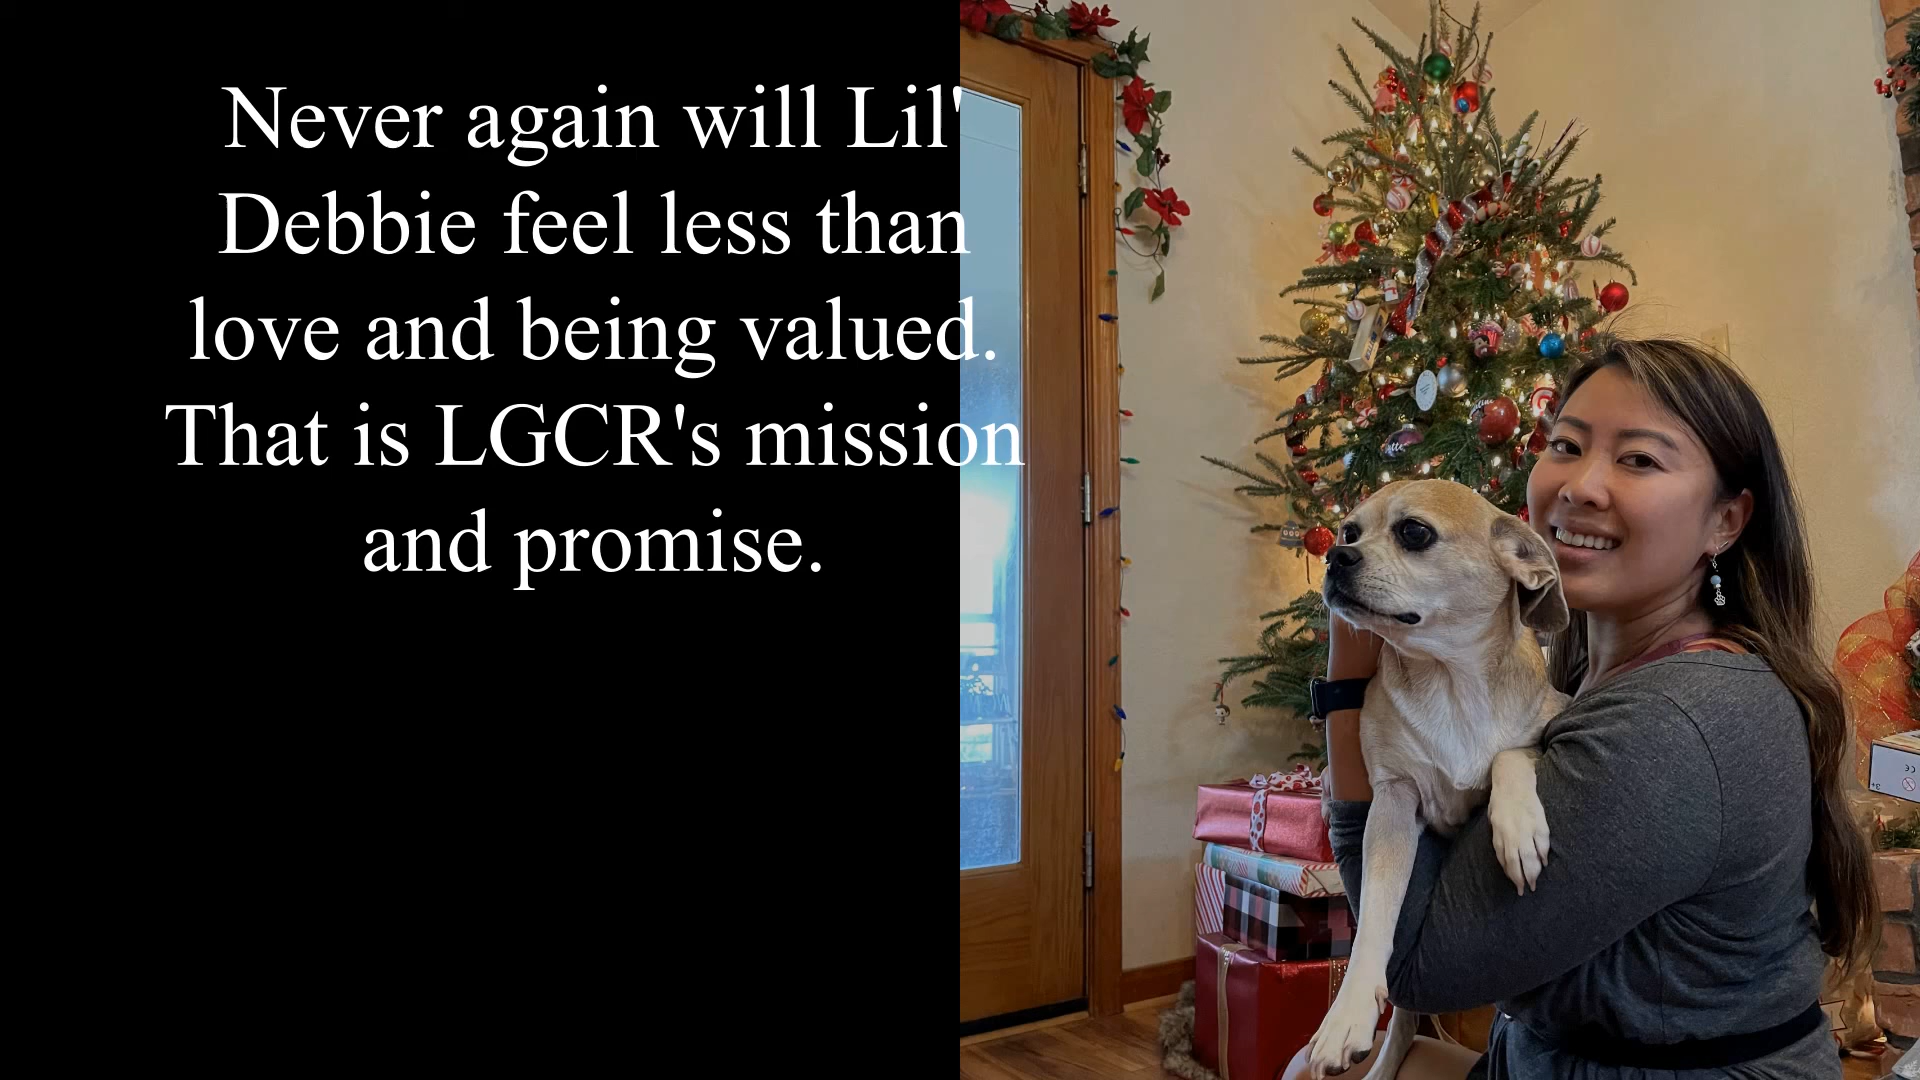 Never again will Lil'
Debbie feel less than
love and being valued.
That is LGCR's mission
and promise.